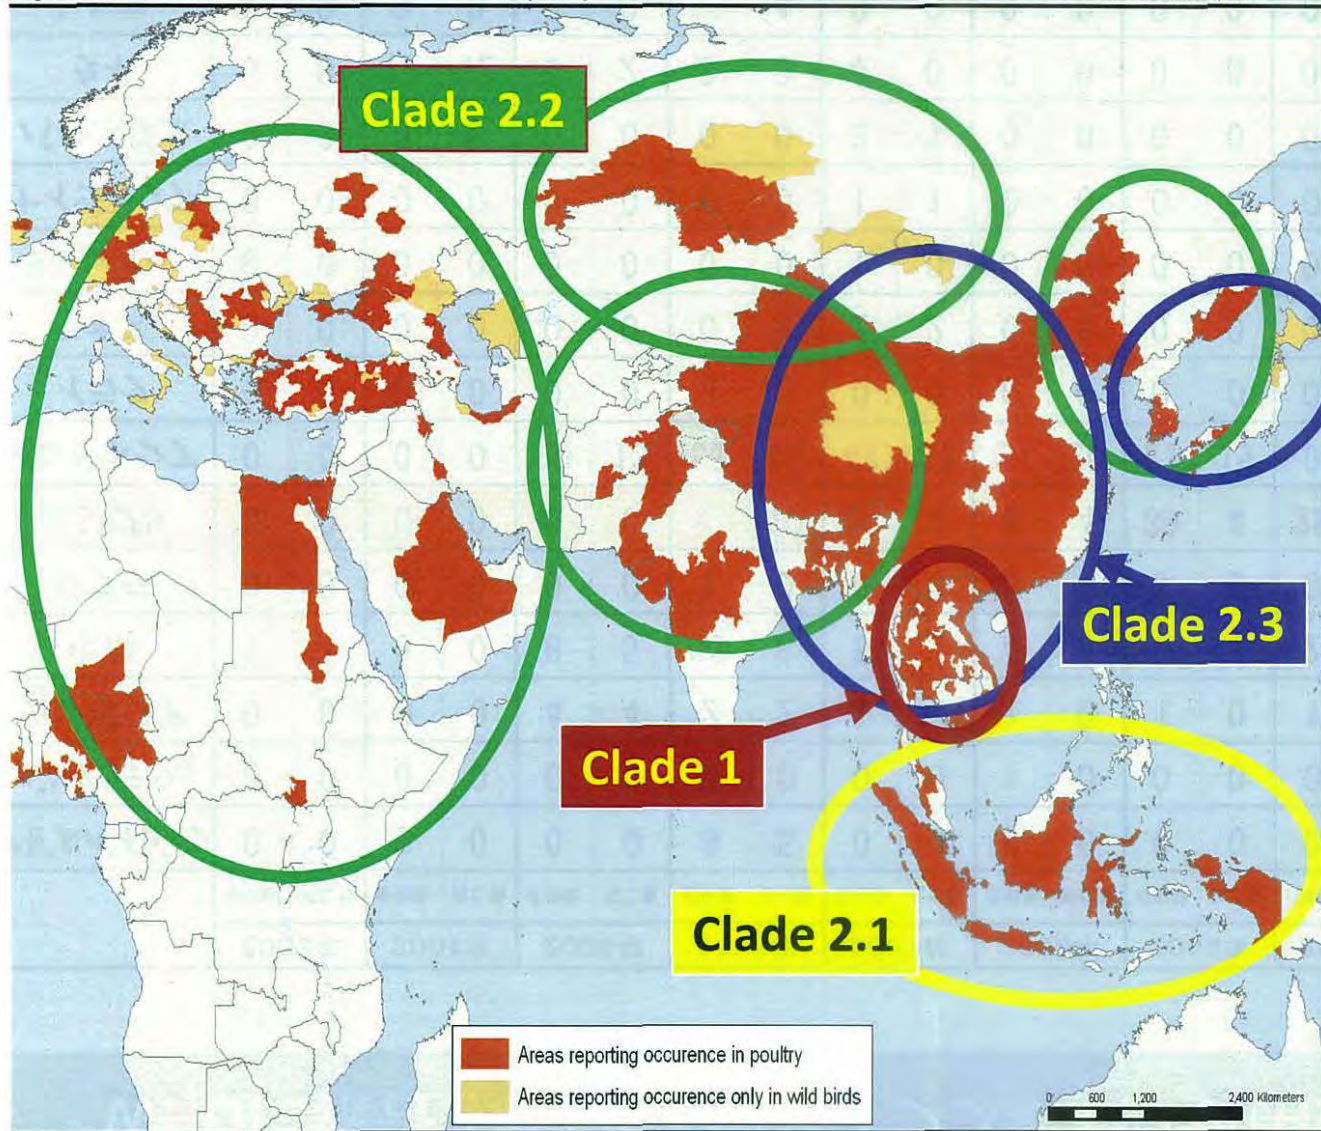 Clade 2.2
Clade 2.3
Clade 1
Clade 2.1
Areas reporting occurence in poultry
Areas reporting occurence only in wild birds
0 600 1,200 2,400 Kilometers